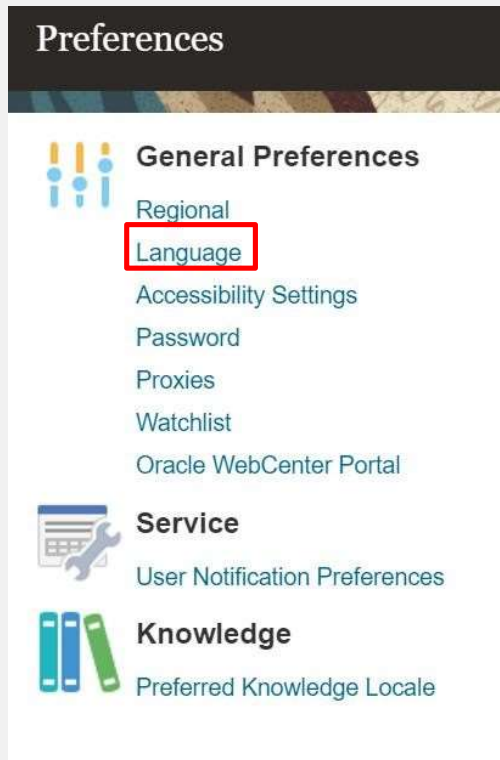 Preferences
General Preferences
Regional
Language
Accessibility Settings
Password
Proxies
Watchlist
Oracle WebCenter Portal
Service
User Notification Preferences
Knowledge
Preferred Knowledge Locale